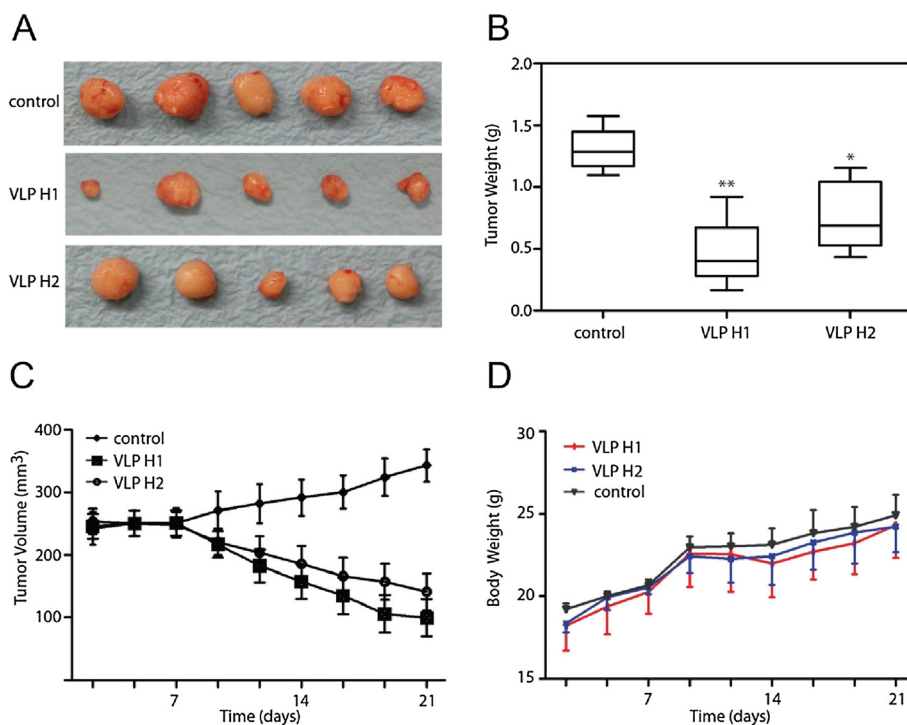 A
control
VLP H1
VLP H2
B
Tumor Weight (g)
2.0
1.5
1.0
0.5
0.0
**
*
control
VLP H1
VLP H2
C
Tumor Volume (mm³)
400
300
200
100
control
VLP H1
VLP H2
7
14
21
Time (days)
D
Body Weight (g)
30
25
20
15
VLP H1
VLP H2
control
7
14
21
Time (days)